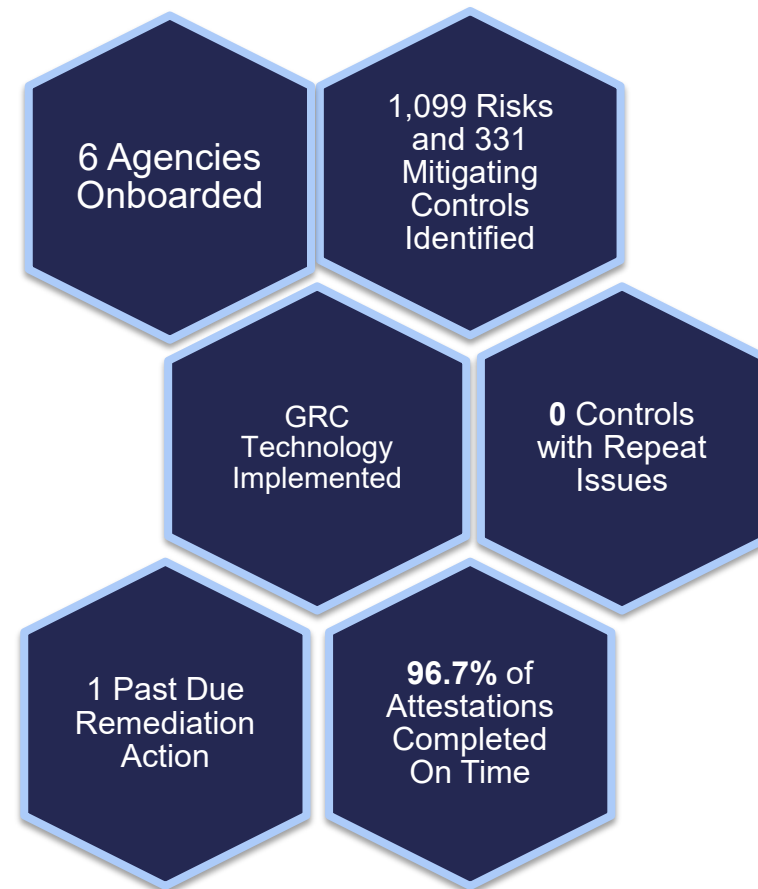 6 Agencies
Onboarded
1,099 Risks
and 331
Mitigating
Controls
Identified
GRC
Technology
Implemented
0 Controls
with Repeat
Issues
1 Past Due
Remediation
Action
96.7% of
Attestations
Completed
On Time